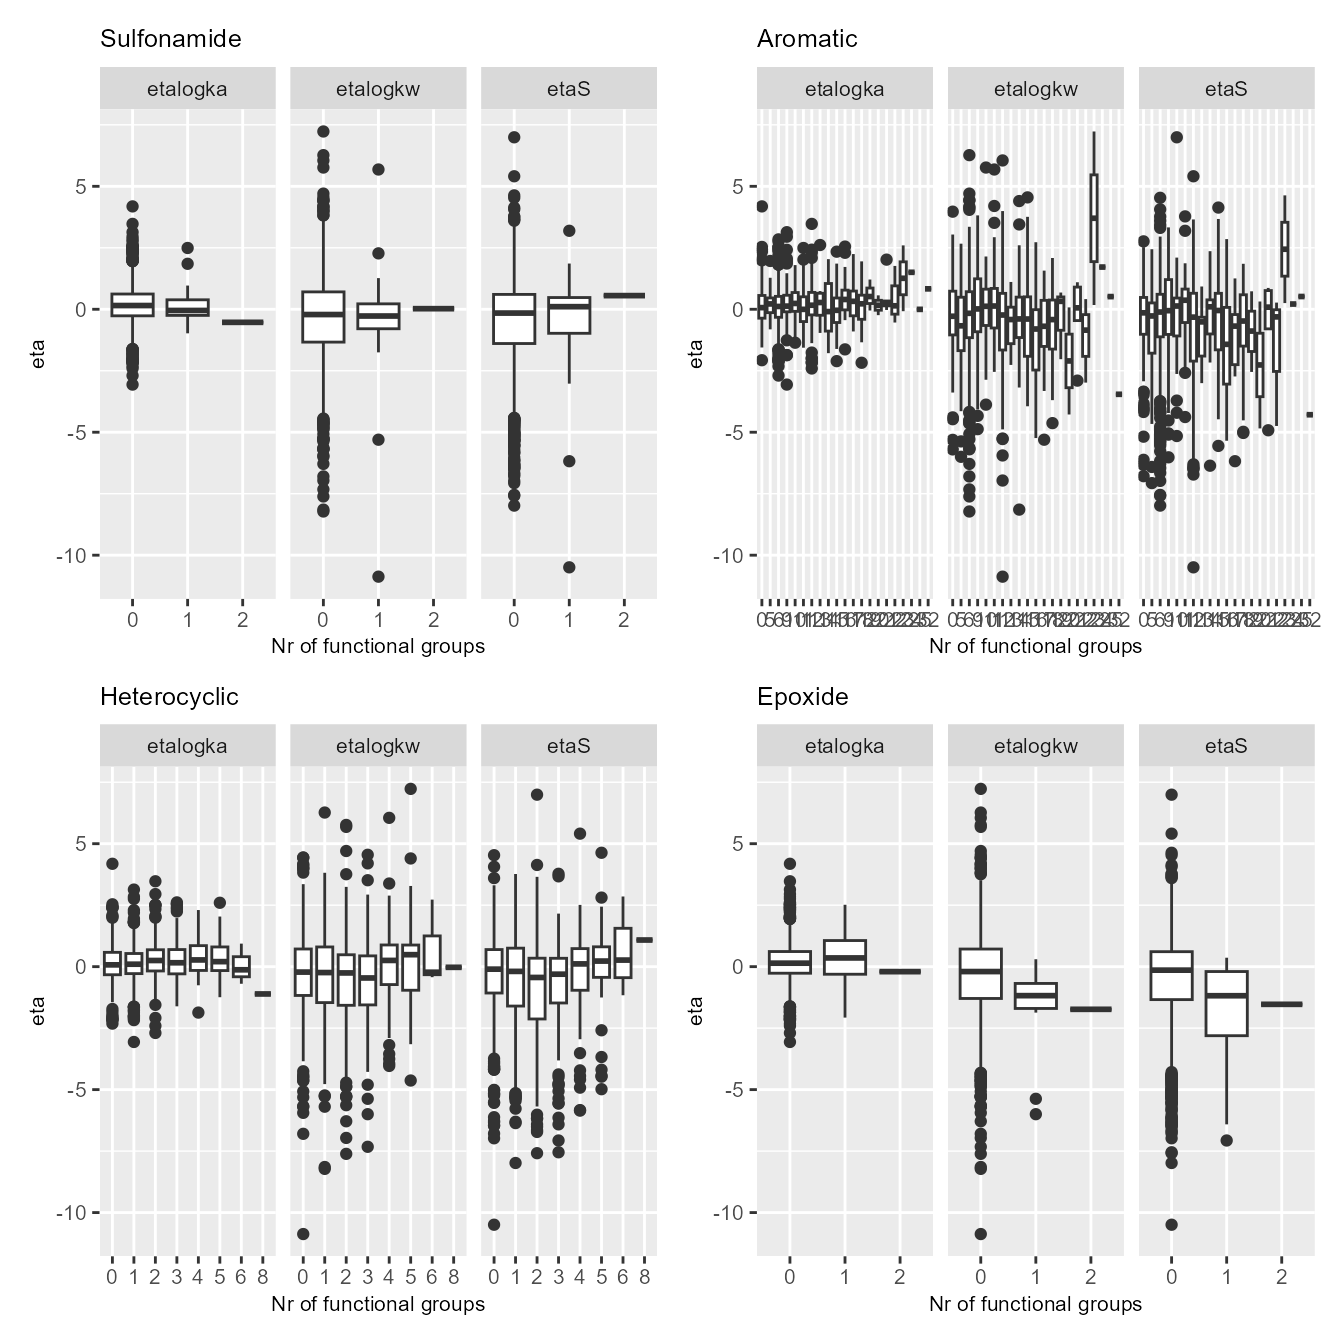 Sulfonamide
etalogka etalogkw etaS
eta
5
0
-5
-10
0 1 2 0 1 2 0 1 2
Nr of functional groups
Aromatic
etalogka etalogkw etaS
eta
5
0
-5
-10
Nr of functional groups
Heterocyclic
etalogka etalogkw etaS
eta
5
0
-5
-10
0 1 2 3 4 5 6 8 0 1 2 3 4 5 6 8 0 1 2 3 4 5 6 8
Nr of functional groups
Epoxide
etalogka etalogkw etaS
eta
5
0
-5
-10
0 1 2 0 1 2 0 1 2
Nr of functional groups